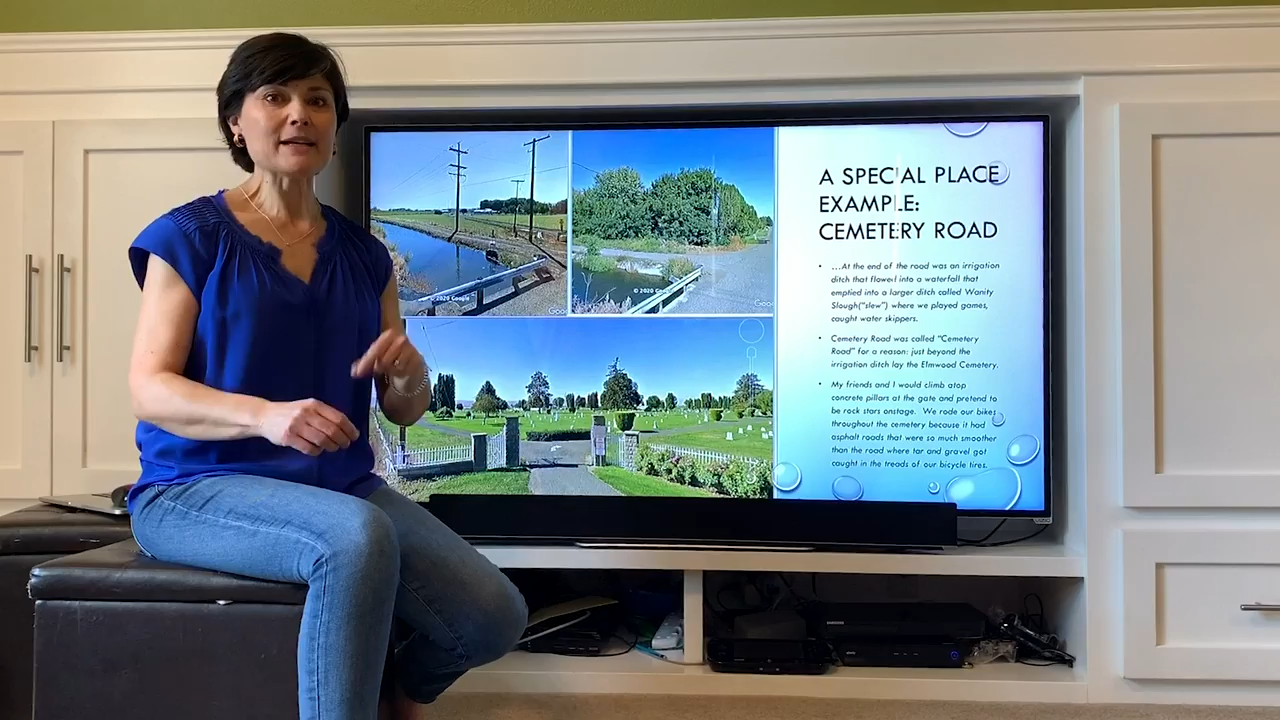 A SPECIAL PLACE
EXAMPLE:
CEMETERY ROAD
• ...At the end of the road was an irrigation
ditch that flowed into a waterfall that
emptied into a larger ditch called Wanity
Slough("slew") where we played games,
caught water skippers.
• Cemetery Road was called "Cemetery
Road" for a reason: just beyond the
irrigation ditch lay the Elmwood Cemetery.
• My friends and I would climb atop
concrete pillars at the gate and pretend to
be rock stars onstage. We rode our bikes
throughout the cemetery because it had
asphalt roads that were so much smoother
than the road where tar and gravel got
caught in the treads of our bicycle tires.
© 2020 Google
Goo
© 2020 Goo
Goo
VIZIO